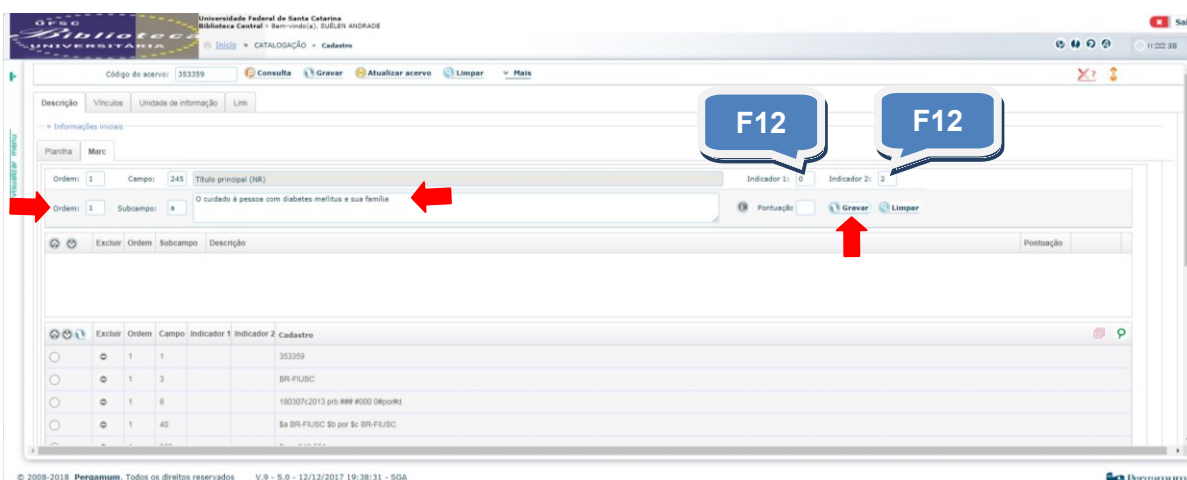 UFSC
Biblioteca
UNIVERSITÁRIA
Universidade Federal de Santa Catarina
Biblioteca Central - Bem-vindo(a), SUÉLEN ANDRADE
Início » CATALOGAÇÃO » Cadastro
Sai
11:00:38
Visualizar menu
Código do acervo: 353359 Consulta Gravar Atualizar acervo Limpar Mais
Descrição Vínculos Unidade de informação Link
Informações iniciais
F12 F12
Planilha Marc
Ordem: 1 Campo: 245 Título principal (NR) Indicador 1: 0 Indicador 2: 2
Ordem: 1 Subcampo: a O cuidado à pessoa com diabetes mellitus e sua família Pontuação Gravar Limpar
Excluir Ordem Subcampo Descrição Pontuação
Excluir Ordem Campo Indicador 1 Indicador 2 Cadastro
1 1 353359
1 3 BR-FlUSC
1 8 180307c2013 prb ### #000 0#por#d
1 40 $a BR-FlUSC $b por $c BR-FlUSC
© 2008-2018 Pergamum. Todos os direitos reservados V.9 - 5.0 - 12/12/2017 19:38:31 - SGA
Pergamum